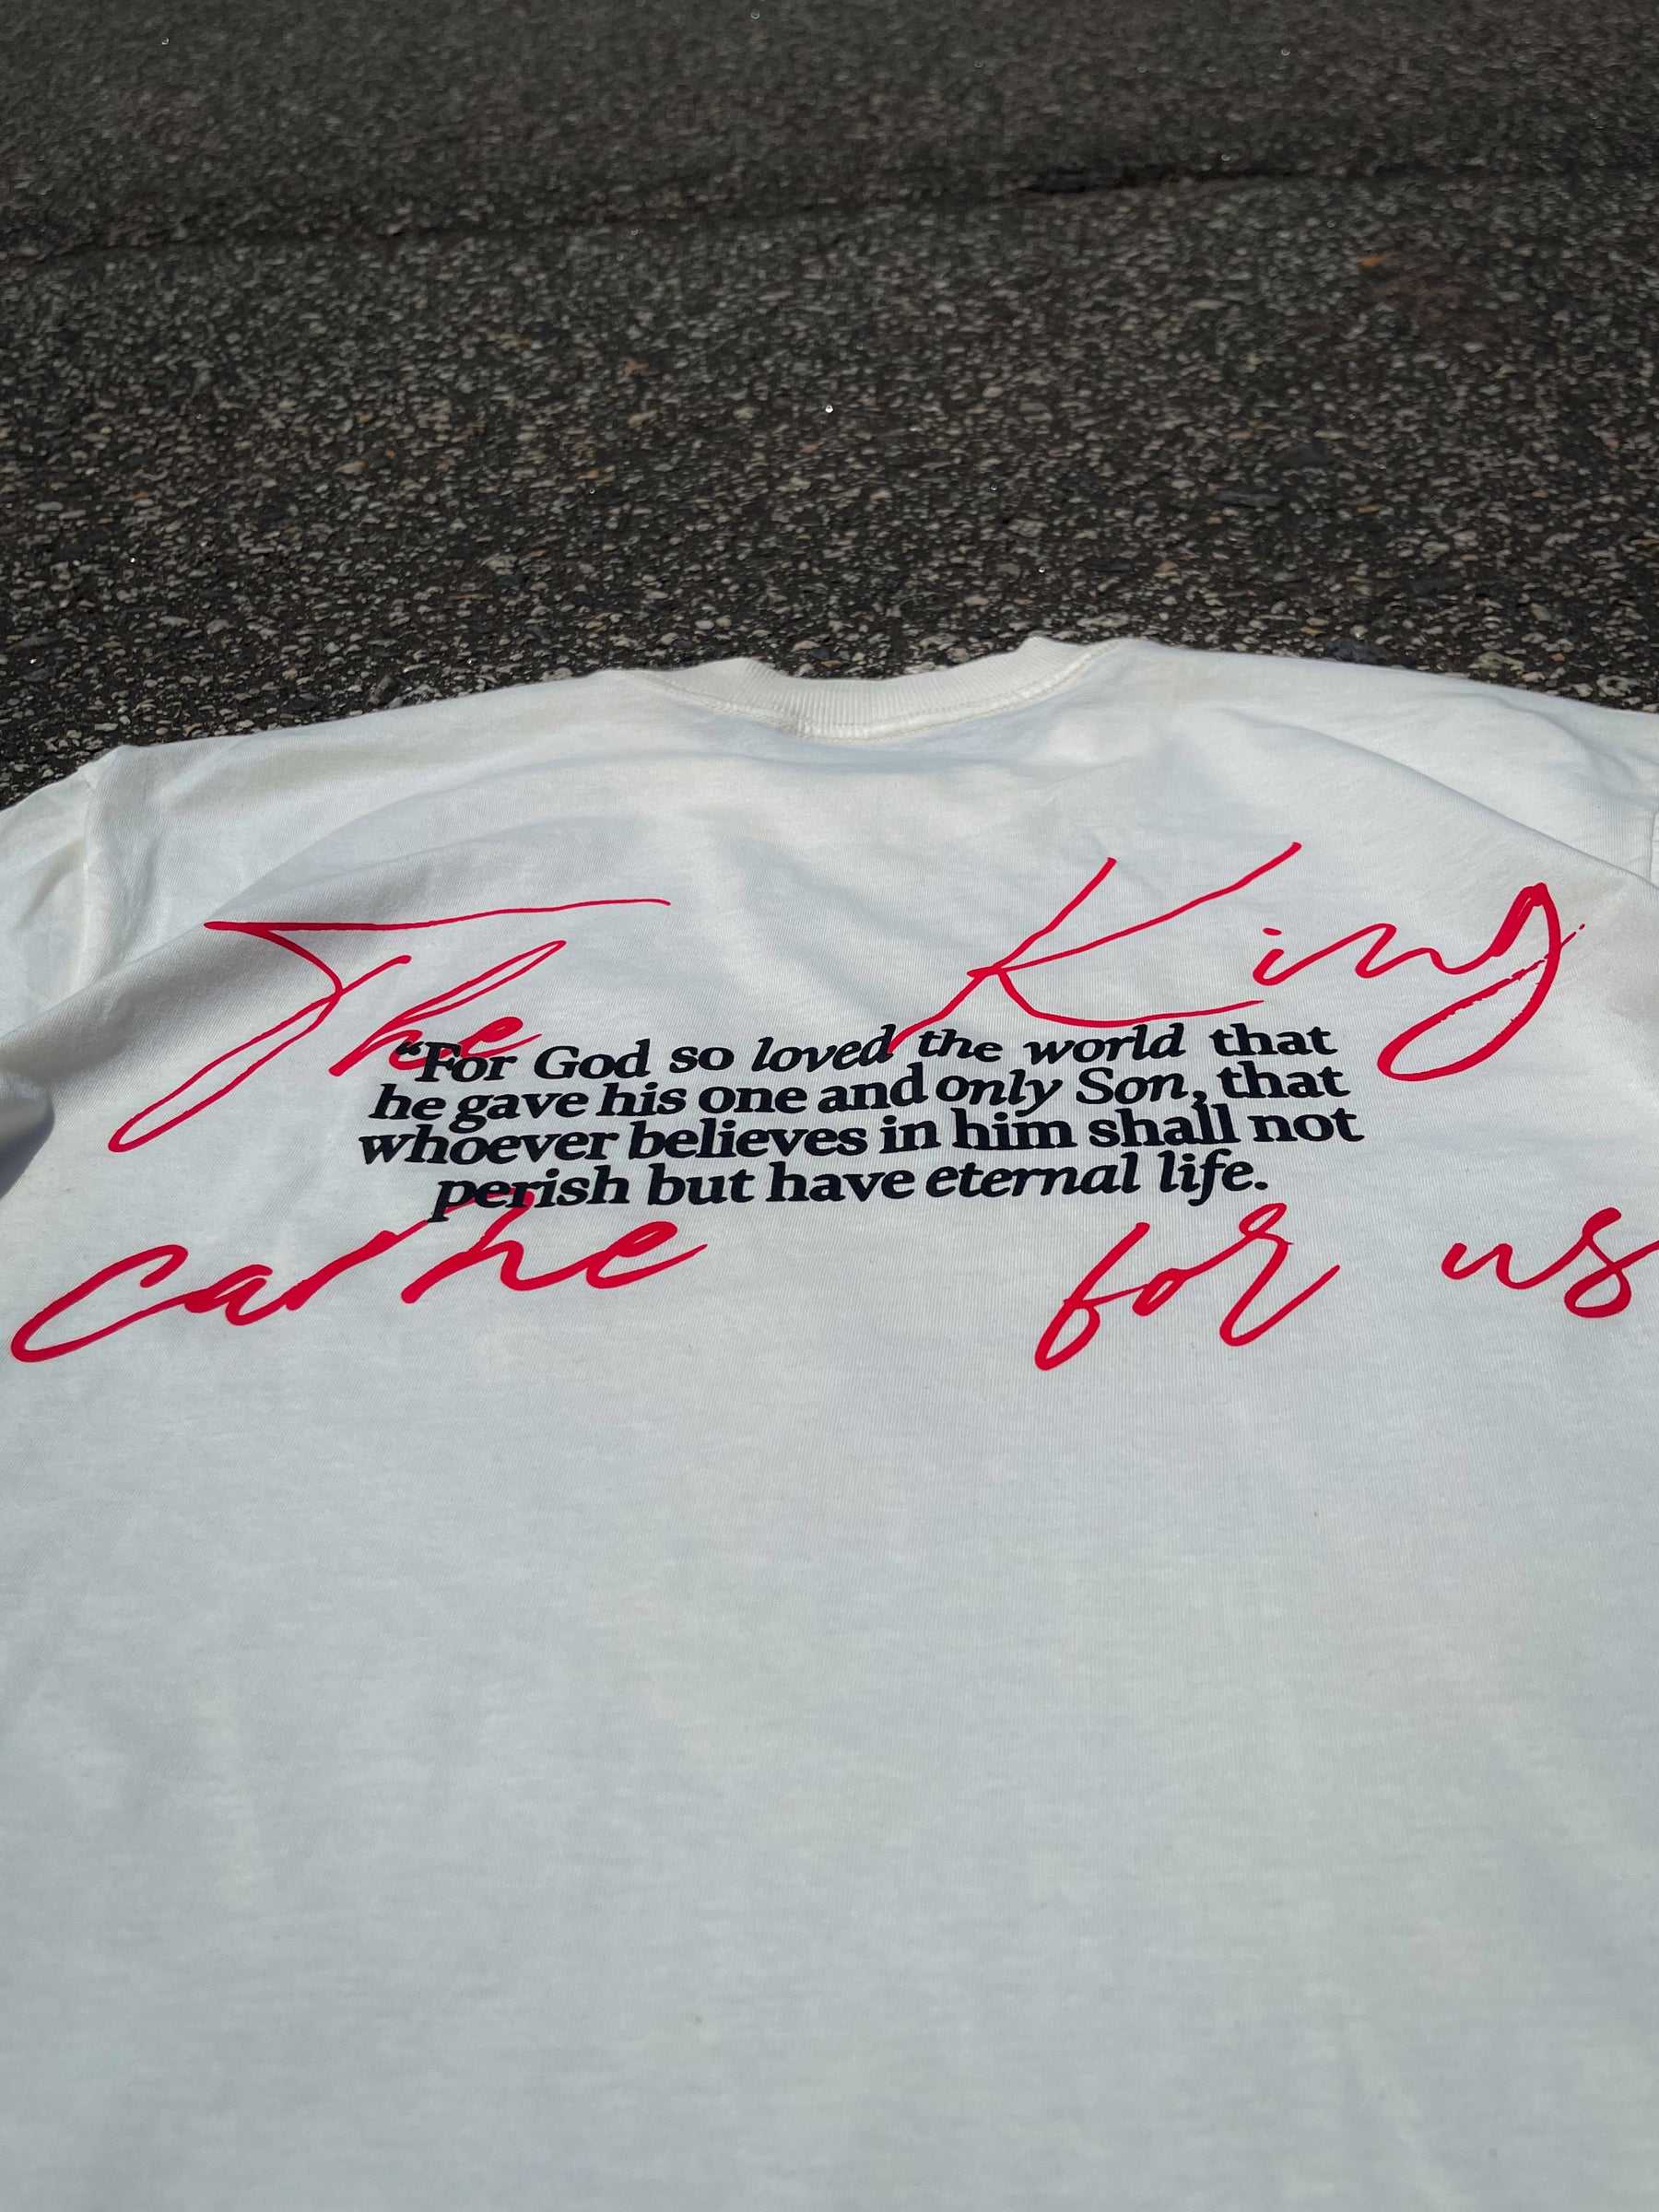 The King
“For God so loved the world that
he gave his one and only Son, that
whoever believes in him shall not
perish but have eternal life.
came for us